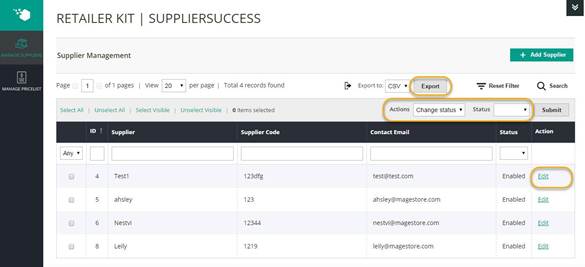 RETAILER KIT | SUPPLIERSUCCESS
MANAGE SUPPLIERS
MANAGE PRICELIST
Supplier Management
+ Add Supplier
Page 1 of 1 pages | View 20 per page | Total 4 records found
Export to: CSV Export
Reset Filter
Search
Select All | Unselect All | Select Visible | Unselect Visible | 0 items selected
Actions Change status Status Submit
ID ↑ Supplier Supplier Code Contact Email Status Action
Any
4 Test1 123dfg test@test.com Enabled Edit
5 ahsley 123 ahsley@magestore.com Enabled Edit
6 Nestvi 12344 nestvi@magestore.com Enabled Edit
8 Lelly 1219 lelly@magestore.com Enabled Edit